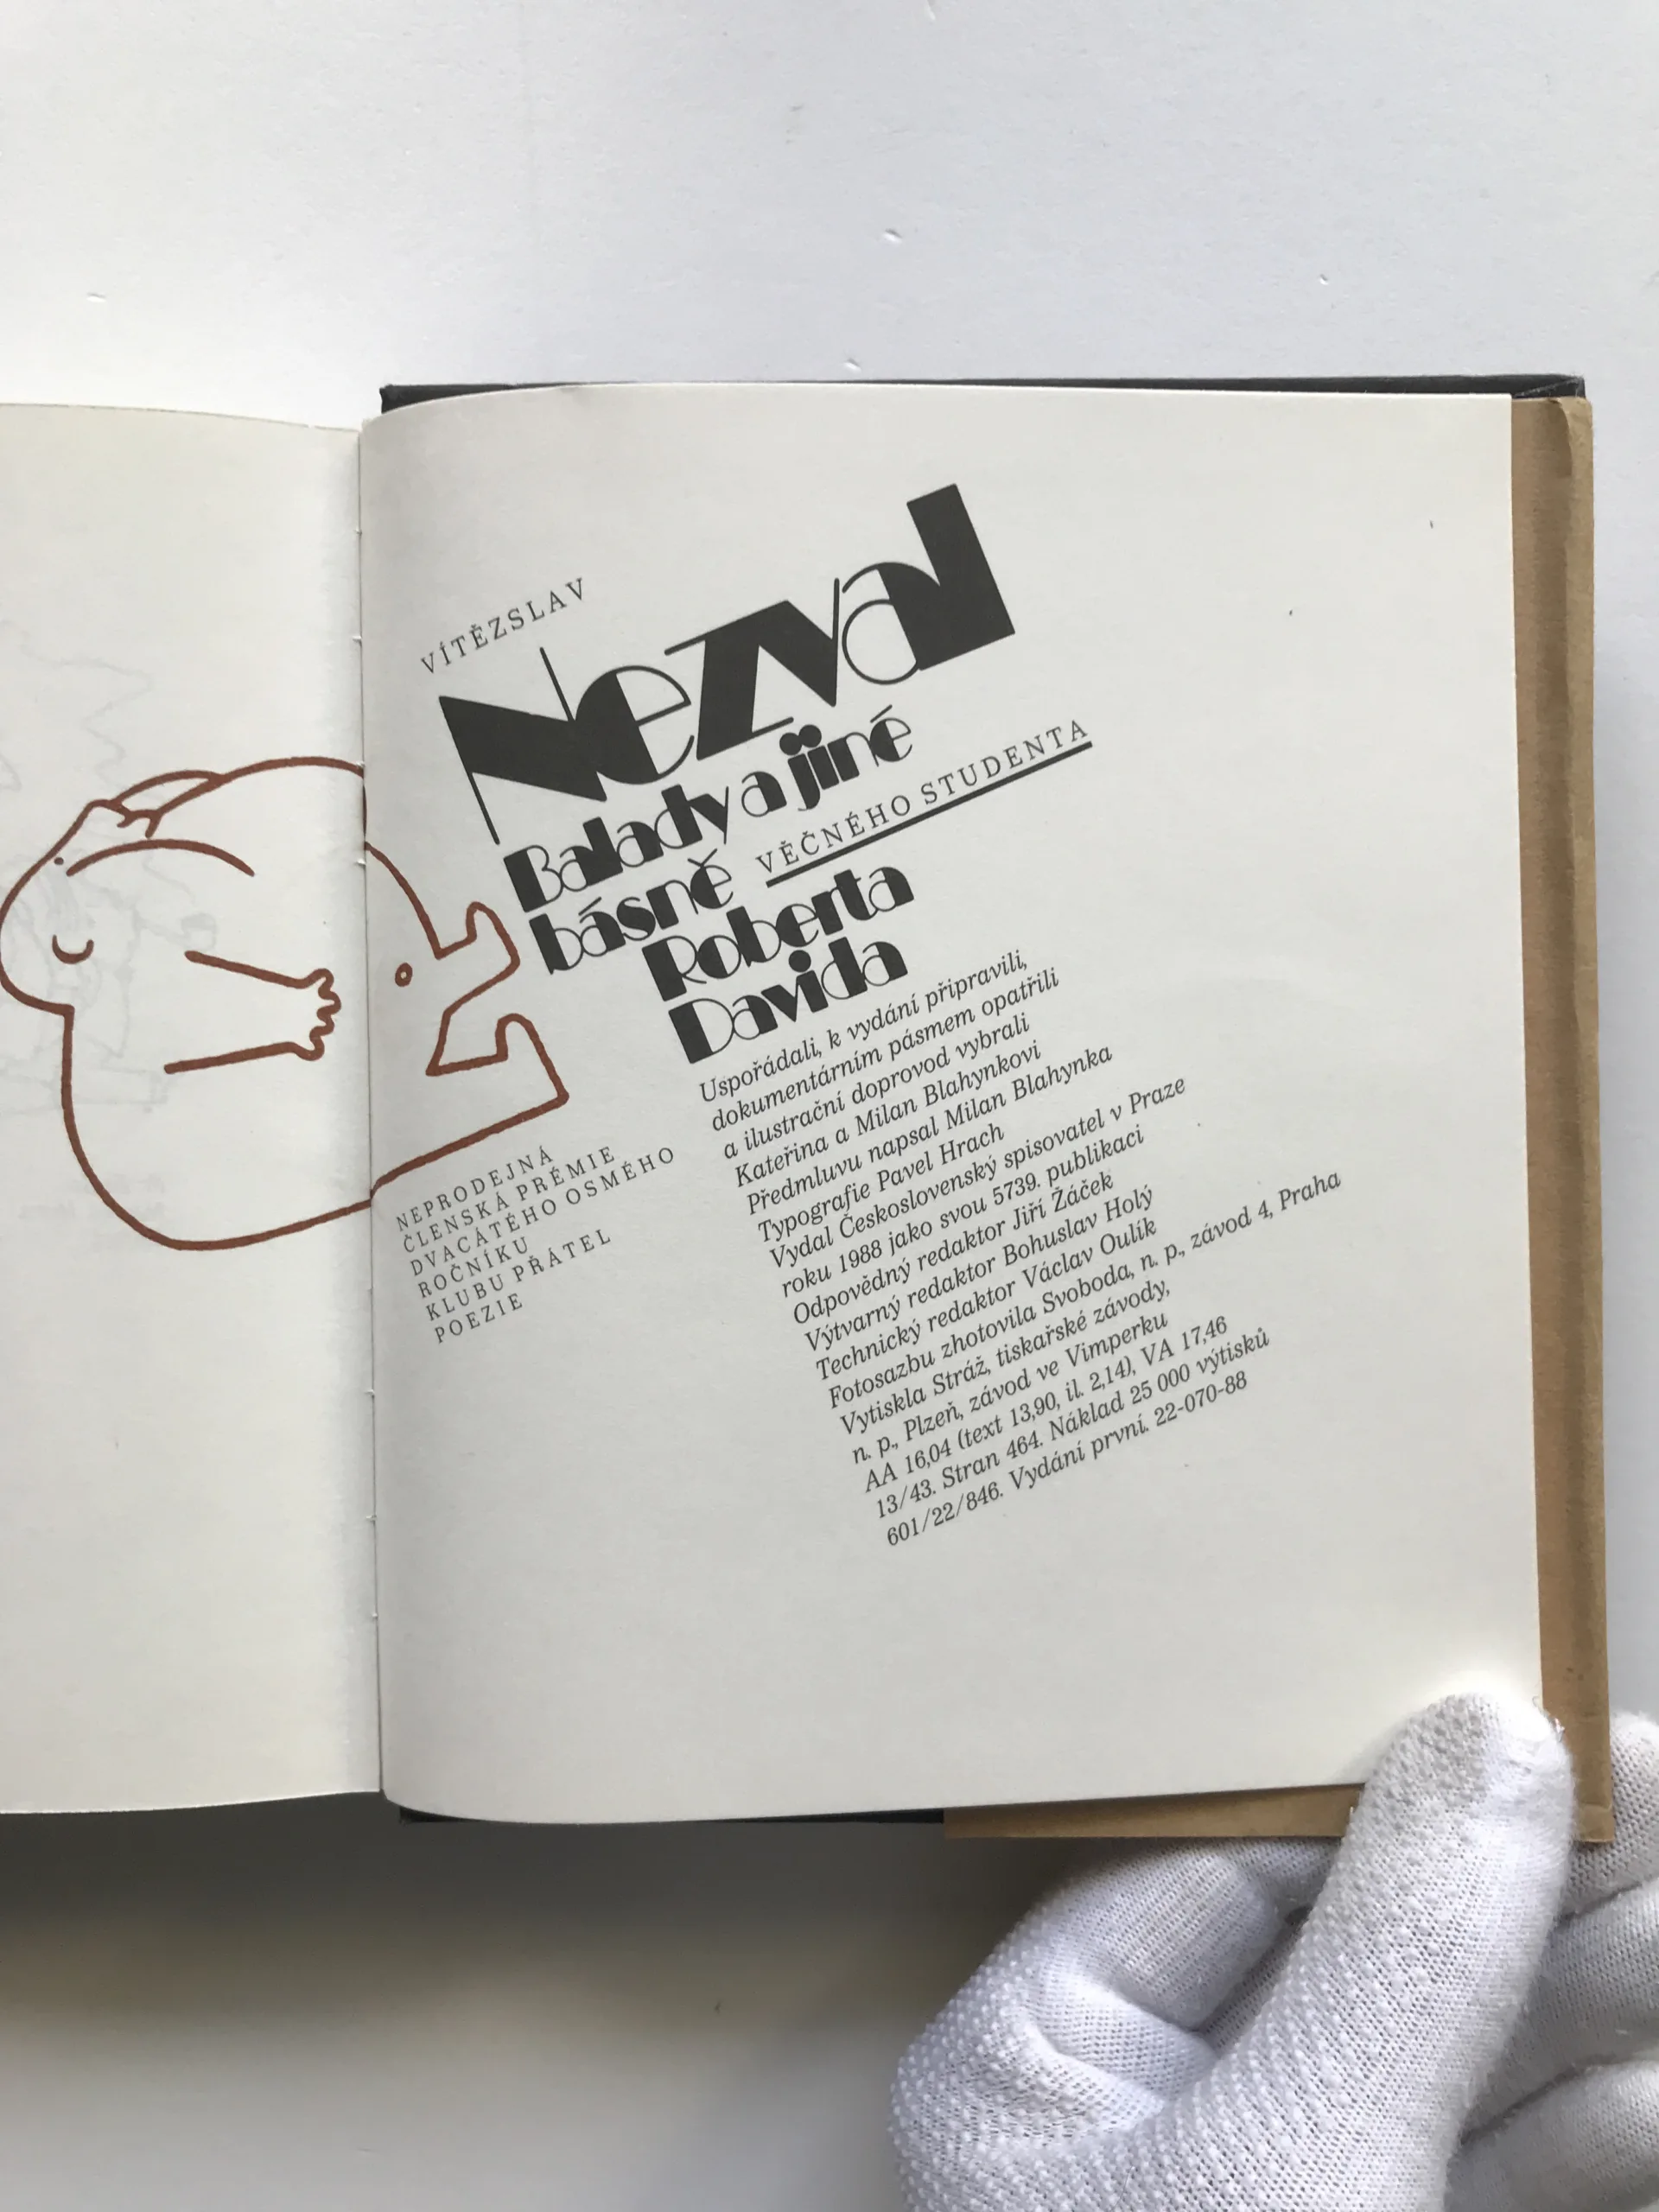 VÍTĚZSLAV
Nezval
Balady a jiné
básně VĚČNÉHO STUDENTA
Roberta
Davida
Uspořádali, k vydání připravili,
dokumentárním pásmem opatřili
a ilustrační doprovod vybrali
Kateřina a Milan Blahynkovi
Předmluvu napsal Milan Blahynka
Typografie Pavel Hrach
Vydal Československý spisovatel v Praze
roku 1988 jako svou 5739. publikaci
Odpovědný redaktor Jiří Žáček
Výtvarný redaktor Bohuslav Holý
Technický redaktor Václav Oulík
Fotosazbu zhotovila Svoboda, n. p., závod 4, Praha
Vytiskla Stráž, tiskařské závody,
n. p., Plzeň, závod ve Vimperku
AA 16,04 (text 13,90, il. 2,14), VA 17,46
13/43. Stran 464. Náklad 25 000 výtisků
601/22/846. Vydání první. 22-070-88
NEPRODEJNÁ
ČLENSKÁ PRÉMIE
DVACÁTÉHO OSMÉHO
ROČNÍKU
KLUBU PŘÁTEL
POEZIE